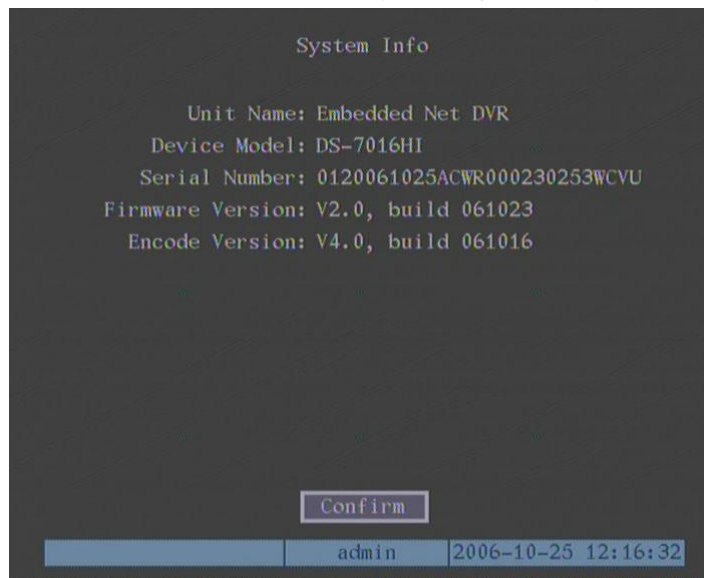 System Info
Unit Name: Embedded Net DVR
Device Model: DS-7016HI
Serial Number: 0120061025ACWR000230253WCVU
Firmware Version: V2.0, build 061023
Encode Version: V4.0, build 061016
Confirm
admin 2006-10-25 12:16:32